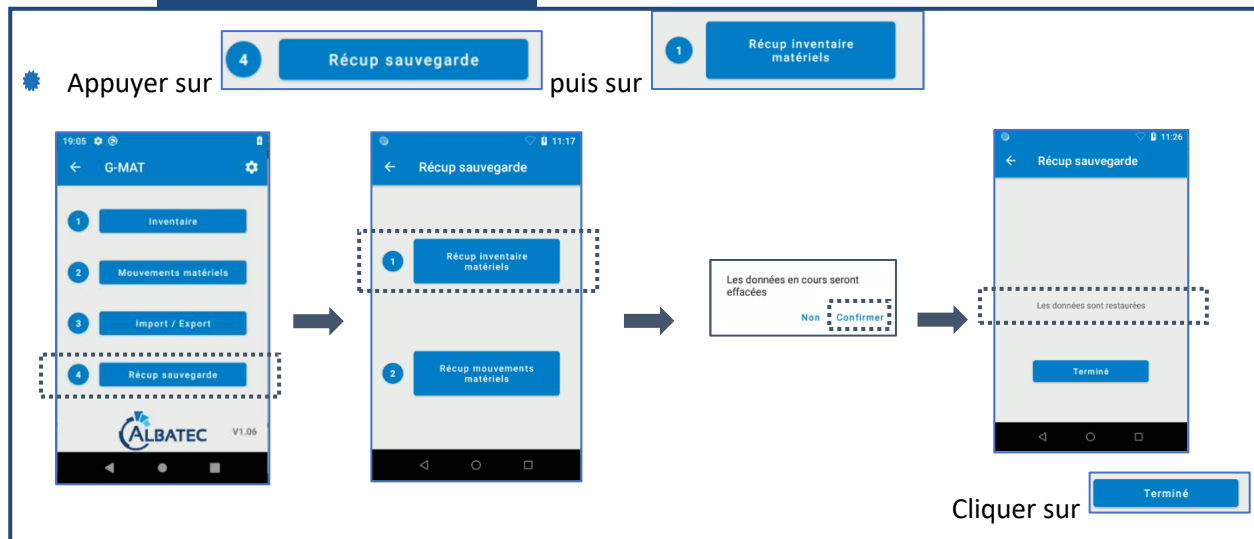 Appuyer sur 4 Récup sauvegarde puis sur 1 Récup inventaire
matériels
19:05
G-MAT
1 Inventaire
2 Mouvements matériels
3 Import / Export
4 Récup sauvegarde
ALBATEC V1.06
11:17
Récup sauvegarde
1 Récup inventaire
matériels
2 Récup mouvements
matériels
Les données en cours seront
effacées
Non Confirmer
11:26
Récup sauvegarde
Les données sont restaurées
Terminé
Cliquer sur Terminé